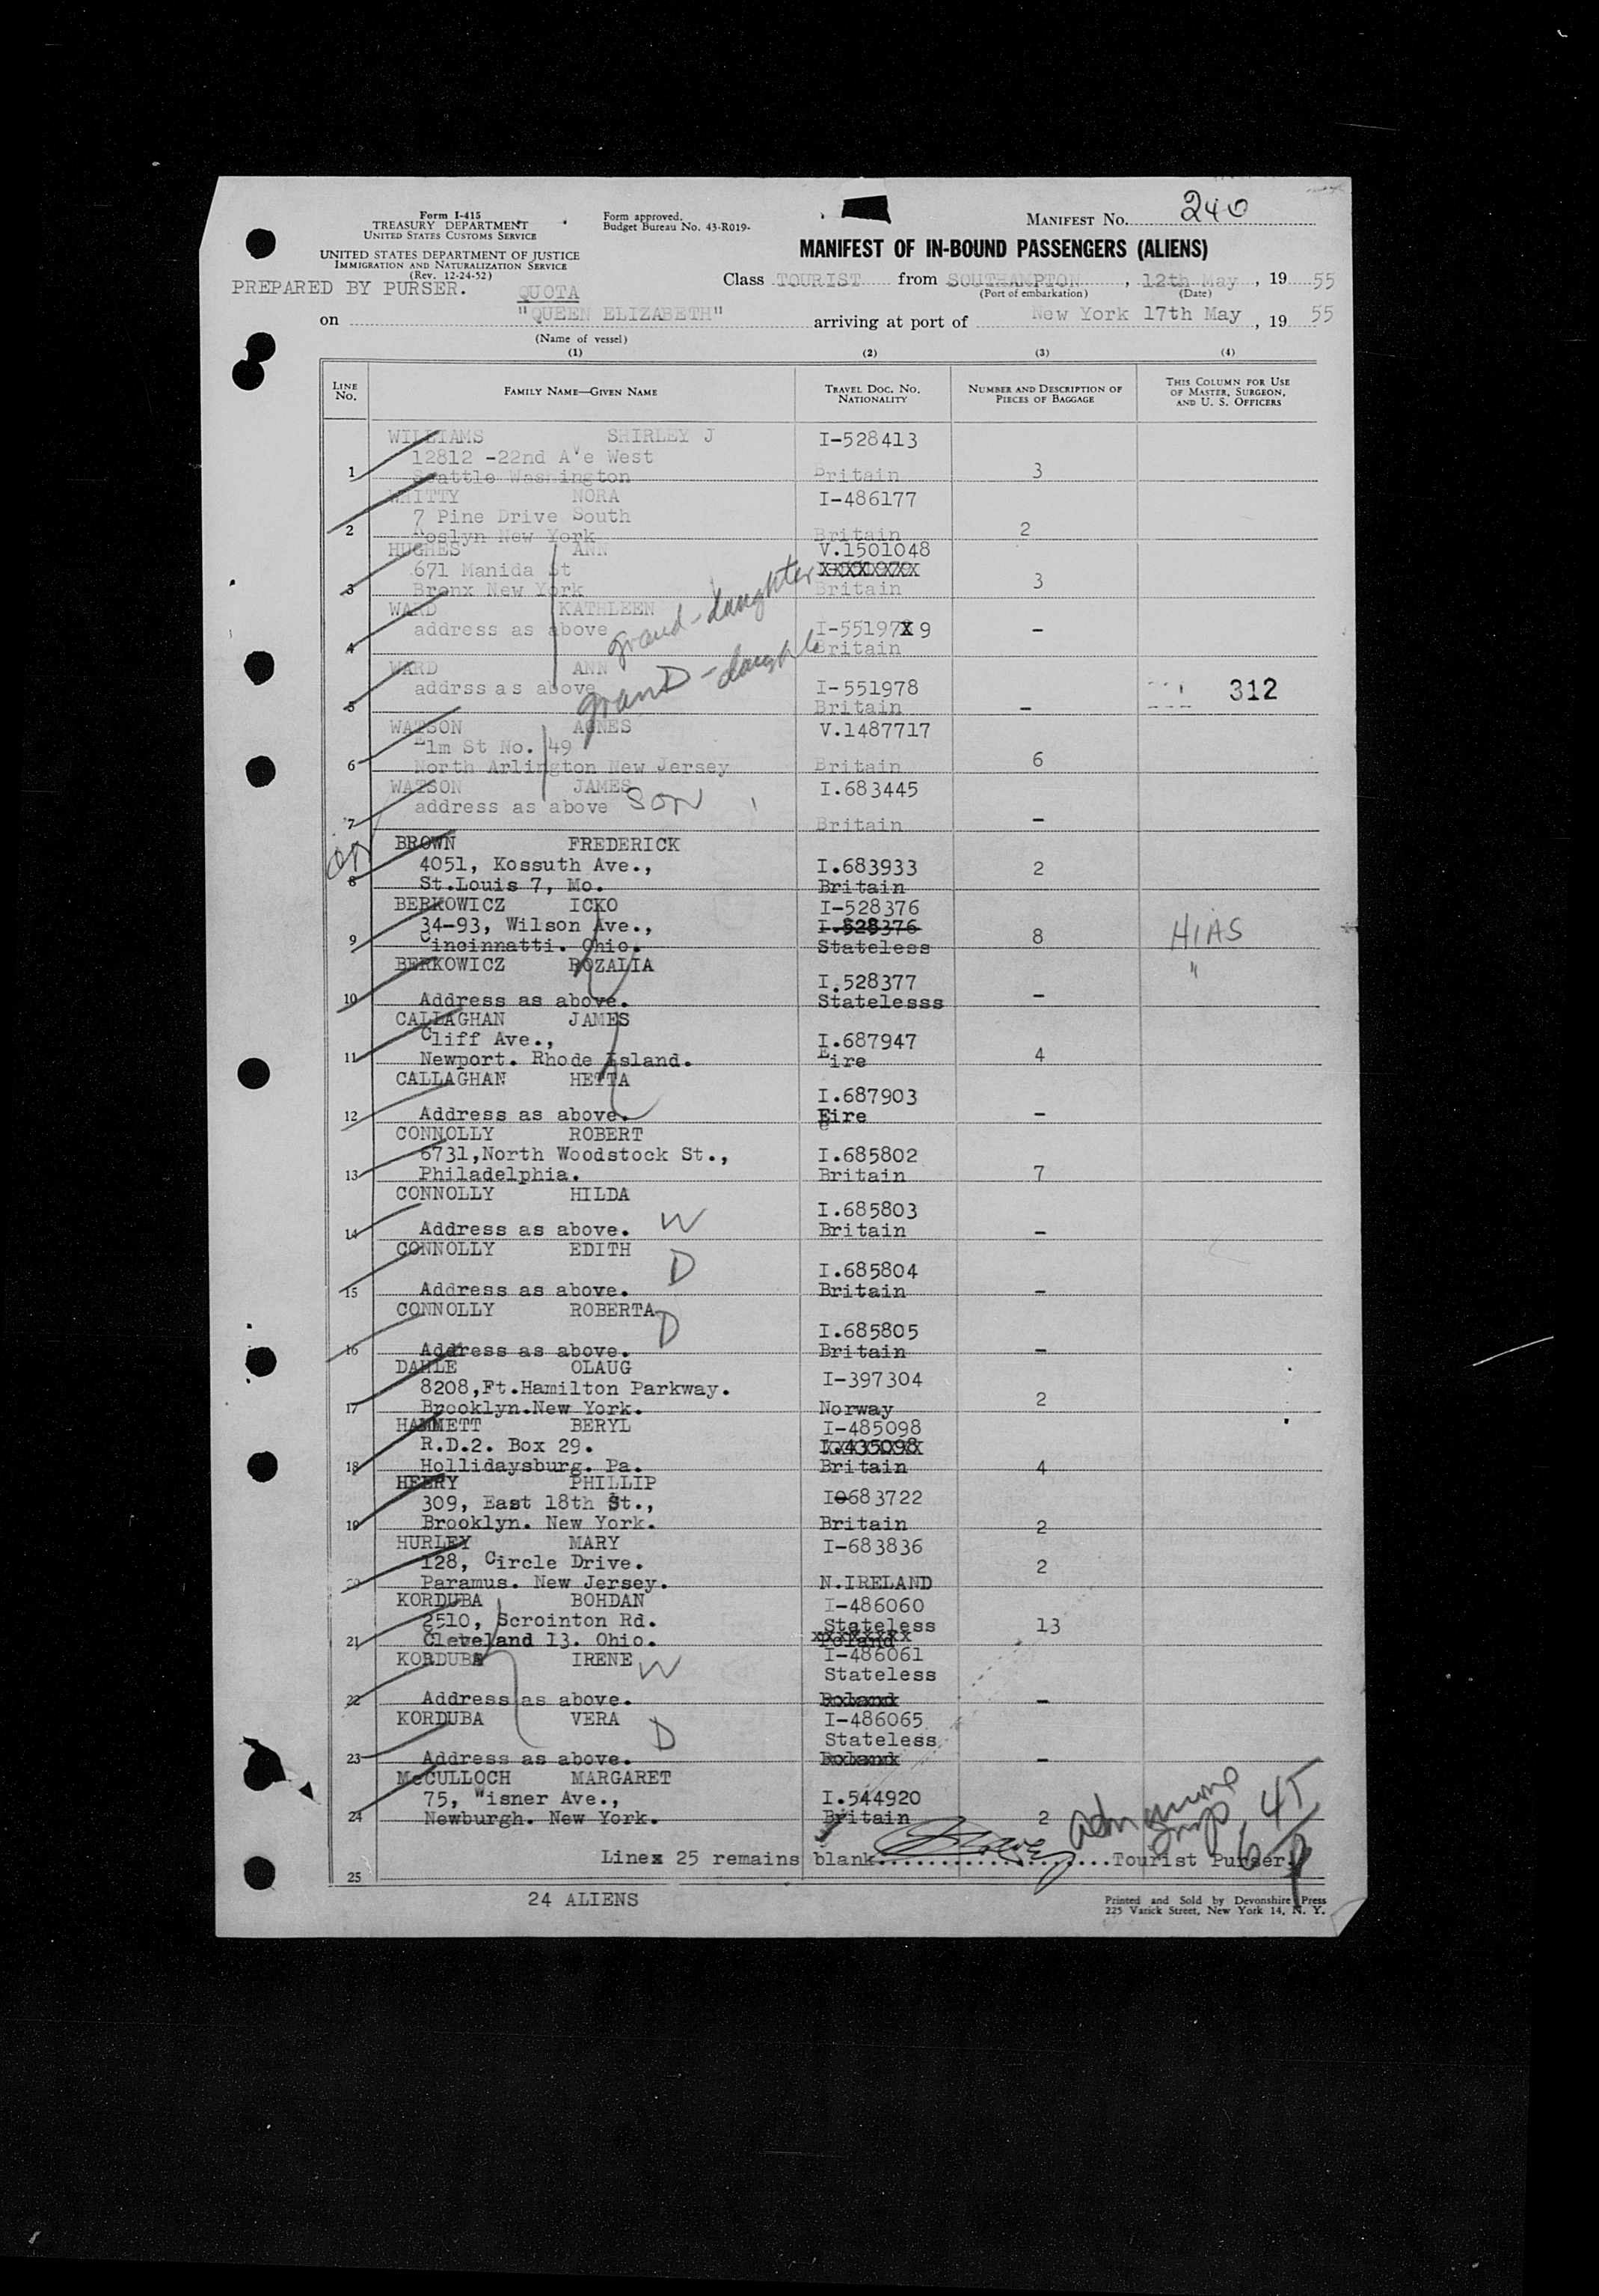 Form I-415
TREASURY DEPARTMENT
UNITED STATES CUSTOMS SERVICE
UNITED STATES DEPARTMENT OF JUSTICE
IMMIGRATION AND NATURALIZATION SERVICE
(Rev. 12-24-52)
PREPARED BY PURSER.
Form approved.
Budget Bureau No. 43-R019-
MANIFEST NO. 240
MANIFEST OF IN-BOUND PASSENGERS (ALIENS)
Class TOURIST from SOUTHAMPTON, 12th May, 19 55
(Port of embarkation) (Date)
QUOTA
on "QUEEN ELIZABETH" arriving at port of New York 17th May, 19 55
(Name of vessel)
(1) (2) (3) (4)
LINE NO. FAMILY NAME—GIVEN NAME TRAVEL DOC. NO. NATIONALITY NUMBER AND DESCRIPTION OF PIECES OF BAGGAGE THIS COLUMN FOR USE OF MASTER, SURGEON, AND U. S. OFFICERS
WILLIAMS SHIRLEY J I-528413
12812 -22nd Ave West
1 Seattle Washington Britain 3
WHITTY NORA I-486177
7 Pine Drive South
2 Roslyn New York Britain 2
HUGHES ANN V.1501048
671 Manida St
3 Bronx New York Britain 3
WARD KATHLEEN grand-daughter
address as above I-55197X9
4 Britain -
WARD ANN grand-daughte
addrss as above I-551978 312
5 Britain -
WATSON AGNES V.1487717
Elm St No. 49
6 North Arlington New Jersey Britain 6
WATSON JAMES I.683445
address as above SON
7 Britain -
BROWN FREDERICK
4051, Kossuth Ave., I.683933 2
8 St.Louis 7, Mo. Britain
BERKOWICZ ICKO I-528376
34-93, Wilson Ave., I.528376
9 Cincinnatti. Ohio. Stateless 8 HIAS
BERKOWICZ ROZALIA "
I.528377
10 Address as above. Statelesss -
CALLAGHAN JAMES
Cliff Ave., I.687947
11 Newport. Rhode Island. Eire 4
CALLAGHAN HETTA
I.687903
12 Address as above. Eire -
CONNOLLY ROBERT
6731,North Woodstock St., I.685802
13 Philadelphia. Britain 7
CONNOLLY HILDA
I.685803
14 Address as above. W Britain -
CONNOLLY EDITH
D I.685804
15 Address as above. Britain -
CONNOLLY ROBERTA
D I.685805
16 Address as above. Britain -
DAHLE OLAUG I-397304
8208,Ft.Hamilton Parkway. 2
17 Brooklyn.New York. Norway
HAMMETT BERYL I-485098
R.D.2. Box 29. I.435098
18 Hollidaysburg. Pa. Britain 4
HEERY PHILLIP
309, East 18th St., I0683722
19 Brooklyn. New York. Britain 2
HURLEY MARY I-683836
128, Circle Drive. 2
20 Paramus. New Jersey. N.IRELAND
KORDUBA BOHDAN I-486060
2510, Scrointon Rd. Stateless 13
21 Cleveland 13. Ohio. Poland
KORDUBA IRENE W I-486061
Stateless
22 Address as above. Poland -
KORDUBA VERA D I-486065
Stateless
23 Address as above. Poland -
McCULLOCH MARGARET
75, Wisner Ave., I.544920
24 Newburgh. New York. Britain 2
45
6
Linex 25 remains blank....................Tourist Purser.
25
24 ALIENS
Printed and Sold by Devonshire Press
225 Varick Street, New York 14, N. Y.